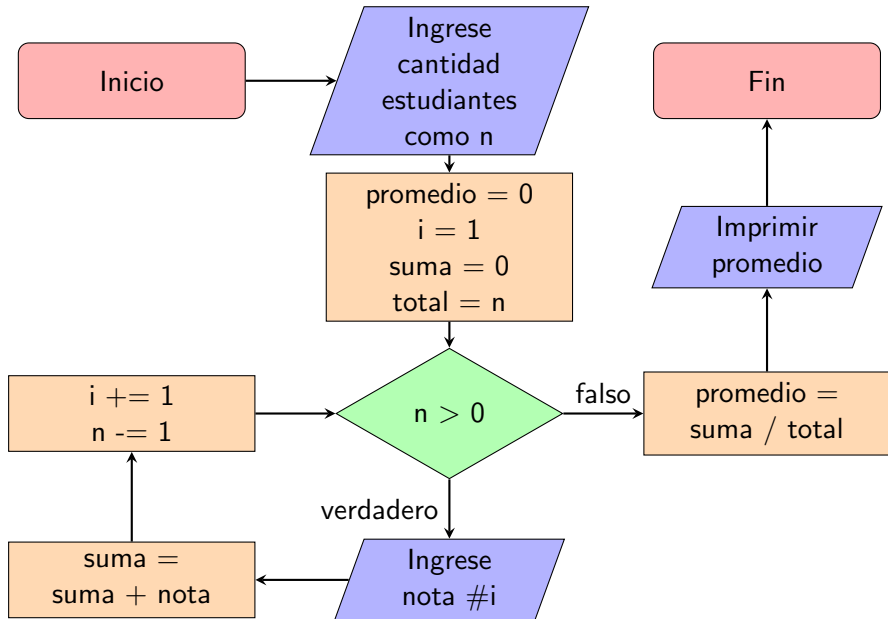 Inicio
Ingrese
cantidad
estudiantes
como n
promedio = 0
i = 1
suma = 0
total = n
n > 0
verdadero
Ingrese
nota #i
suma =
suma + nota
i += 1
n -= 1
falso
promedio =
suma / total
Imprimir
promedio
Fin